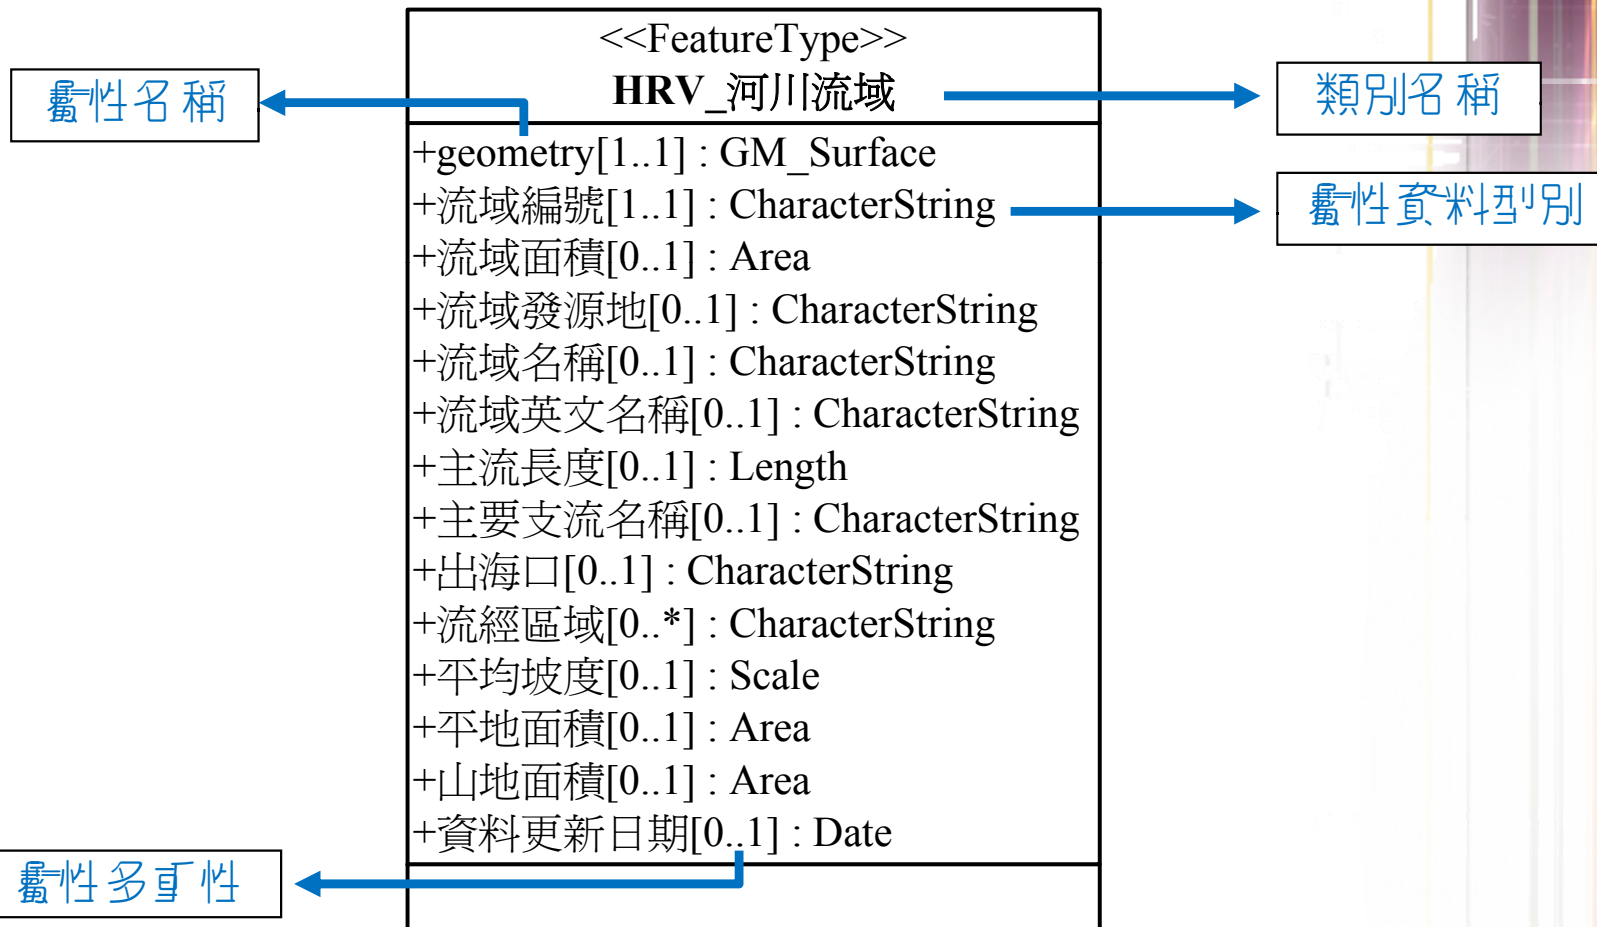 <<FeatureType>>
HRV_河川流域
屬性名稱
類別名稱
+geometry[1..1] : GM_Surface
+流域編號[1..1] : CharacterString
屬性資料型別
+流域面積[0..1] : Area
+流域發源地[0..1] : CharacterString
+流域名稱[0..1] : CharacterString
+流域英文名稱[0..1] : CharacterString
+主流長度[0..1] : Length
+主要支流名稱[0..1] : CharacterString
+出海口[0..1] : CharacterString
+流經區域[0..*] : CharacterString
+平均坡度[0..1] : Scale
+平地面積[0..1] : Area
+山地面積[0..1] : Area
+資料更新日期[0..1] : Date
屬性多重性